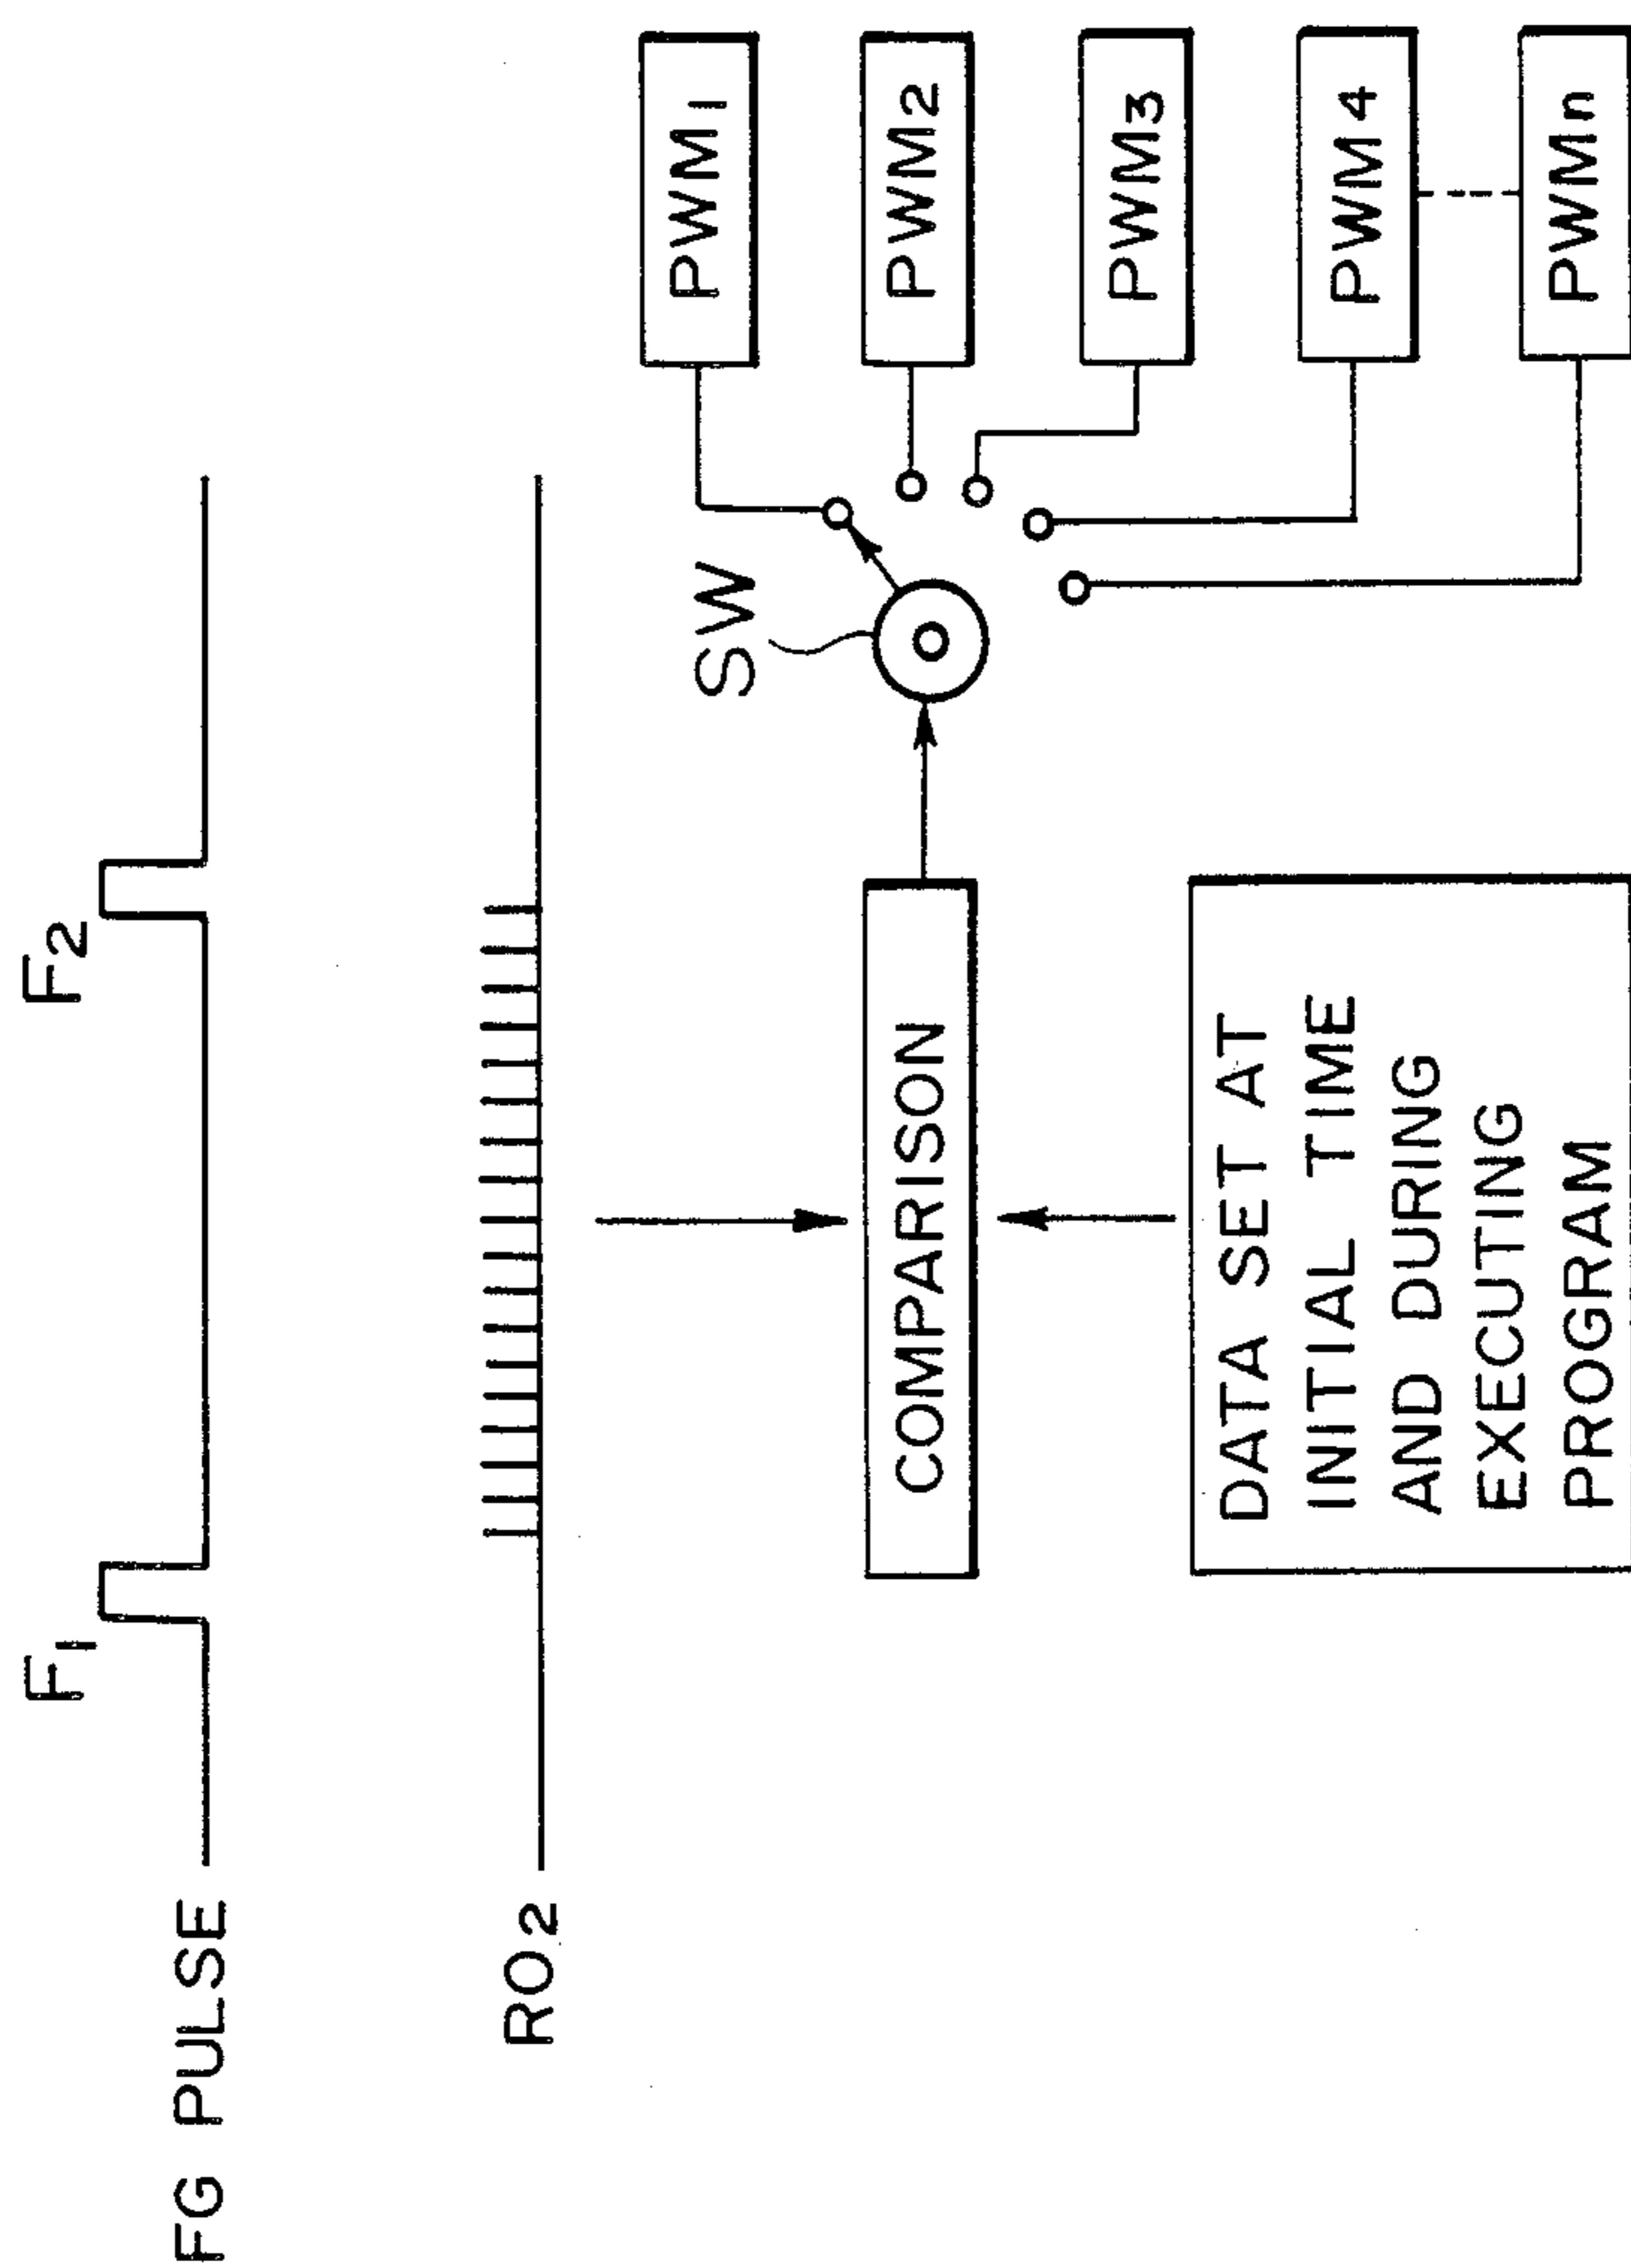 F1
F2
FG PULSE
RO2
SW
PWM1
PWM2
PWM3
PWM4
PWMn
COMPARISON
DATA SET AT
INITIAL TIME
AND DURING
EXECUTING
PROGRAM